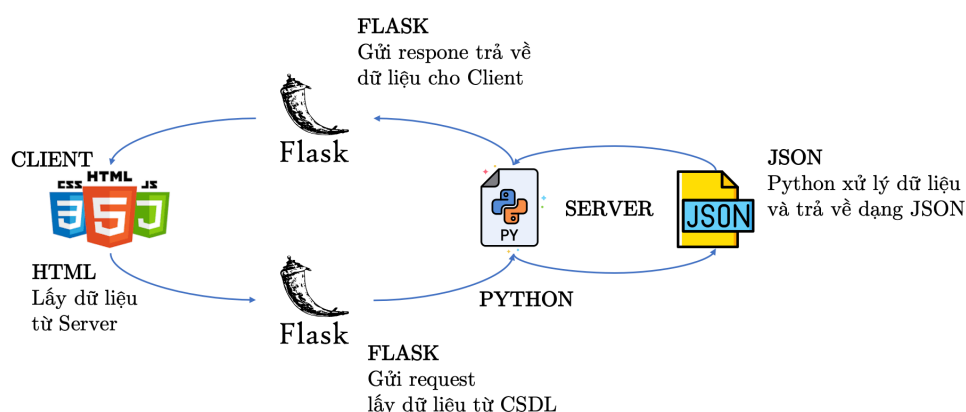 FLASK
Gửi respone trả về
dữ liệu cho Client
Flask
CLIENT
CSS HTML JS
HTML
Lấy dữ liệu
từ Server
PY
SERVER
JSON
JSON
Python xử lý dữ liệu
và trả về dạng JSON
PYTHON
Flask
FLASK
Gửi request
lấy dữ liệu từ CSDL